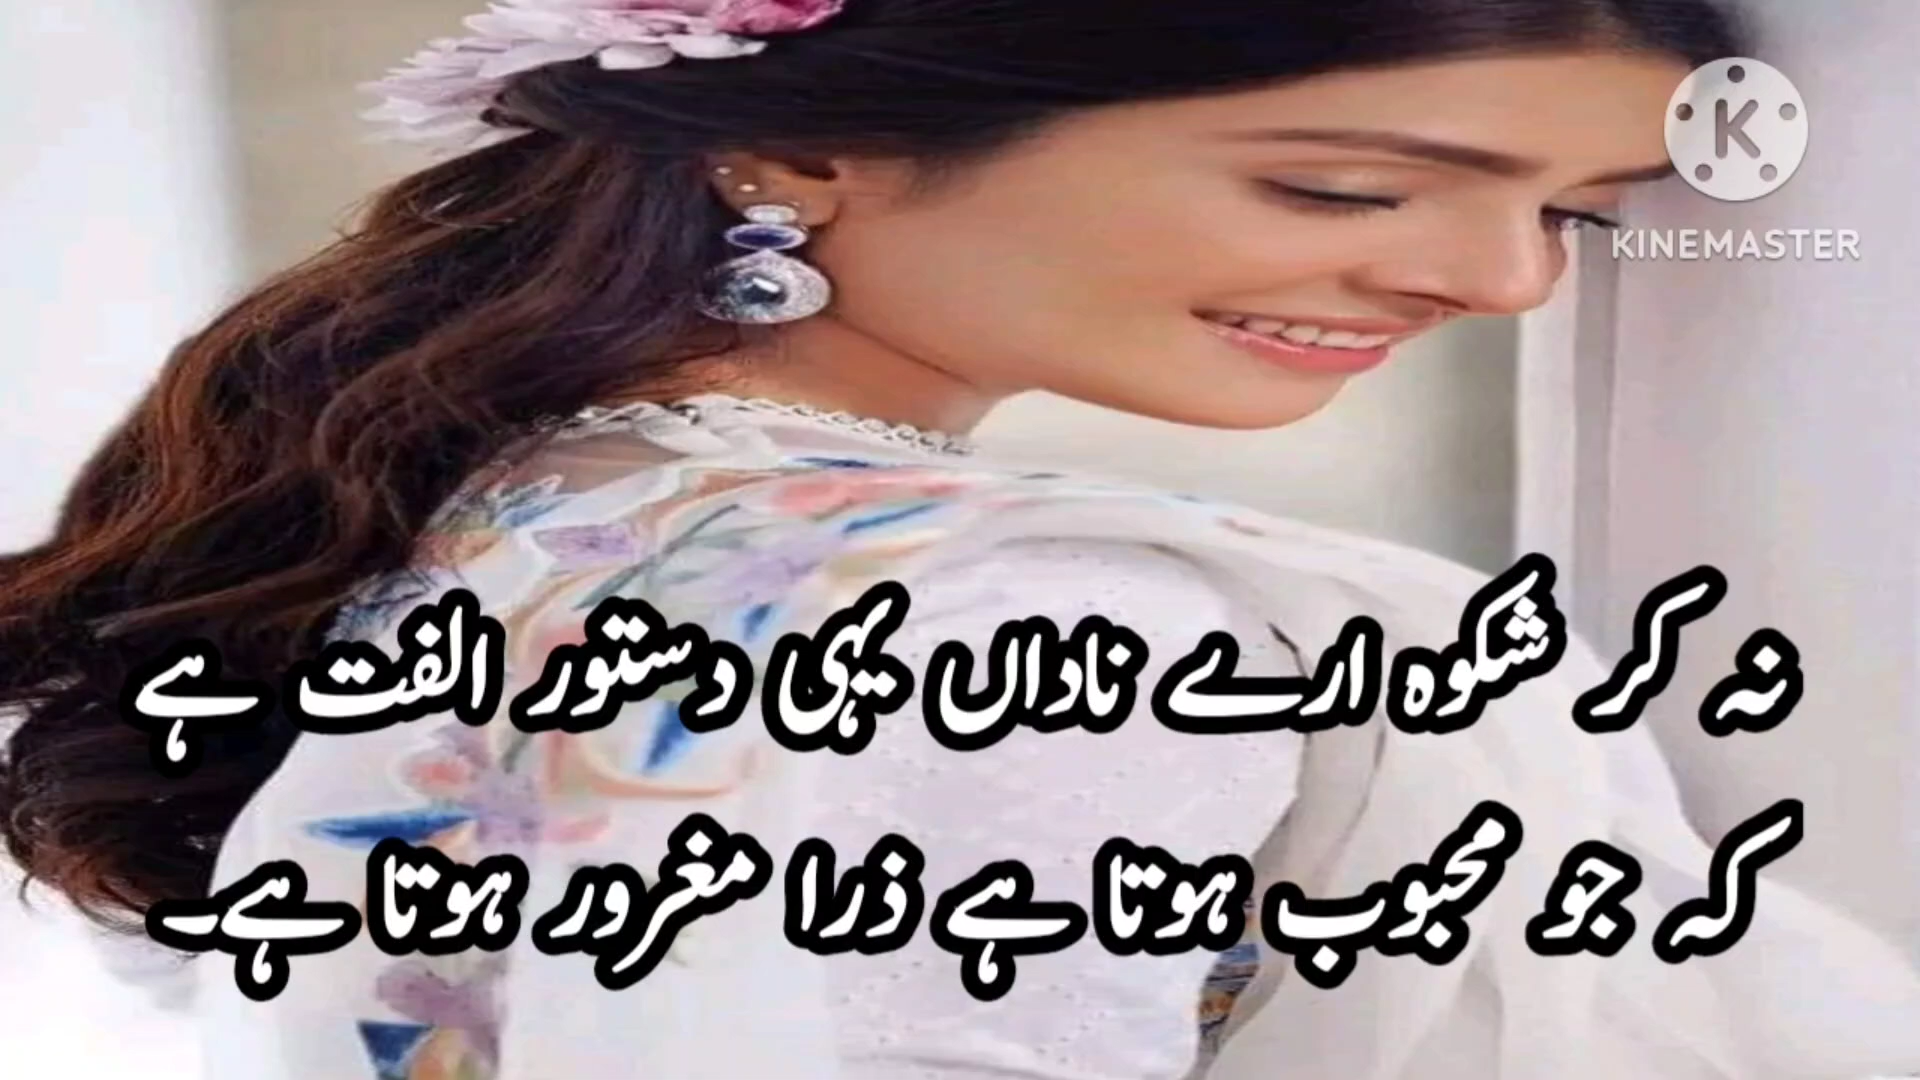 KINEMASTER
نہ کر شکوہ ارے ناداں یہی دستور الفت ہے
کہ جو محبوب ہوتا ہے ذرا مغرور ہوتا ہے۔